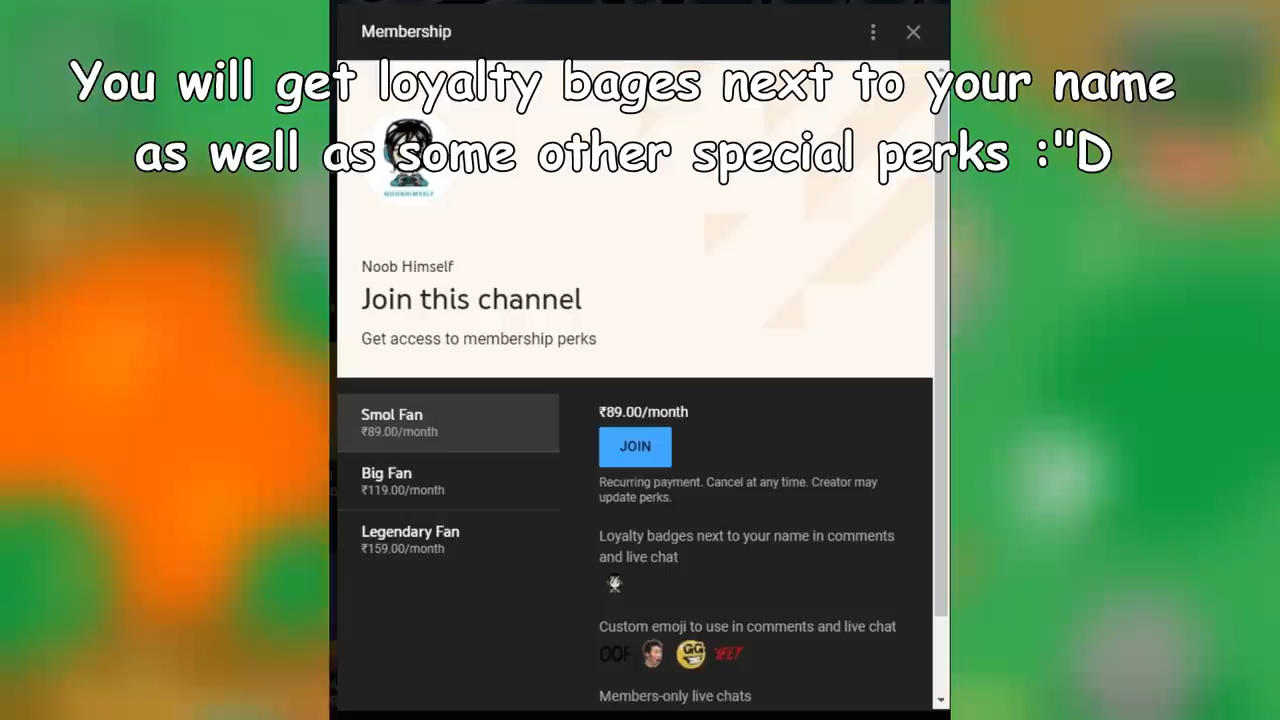 Membership
You will get loyalty bages next to your name
as well as some other special perks :"D
NOOBHIMSELF
Noob Himself
Join this channel
Get access to membership perks
Smol Fan
₹89.00/month
Big Fan
₹119.00/month
Legendary Fan
₹159.00/month
₹89.00/month
JOIN
Recurring payment. Cancel at any time. Creator may
update perks.
Loyalty badges next to your name in comments
and live chat
Custom emoji to use in comments and live chat
OOF GG YEET
Members-only live chats